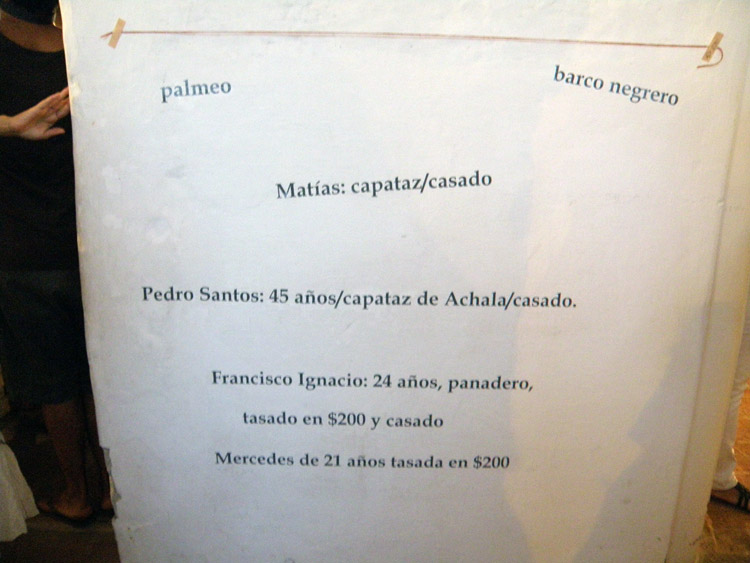 palmeo barco negrero
Matías: capataz/casado
Pedro Santos: 45 años/capataz de Achala/casado.
Francisco Ignacio: 24 años, panadero,
tasado en $200 y casado
Mercedes de 21 años tasada en $200